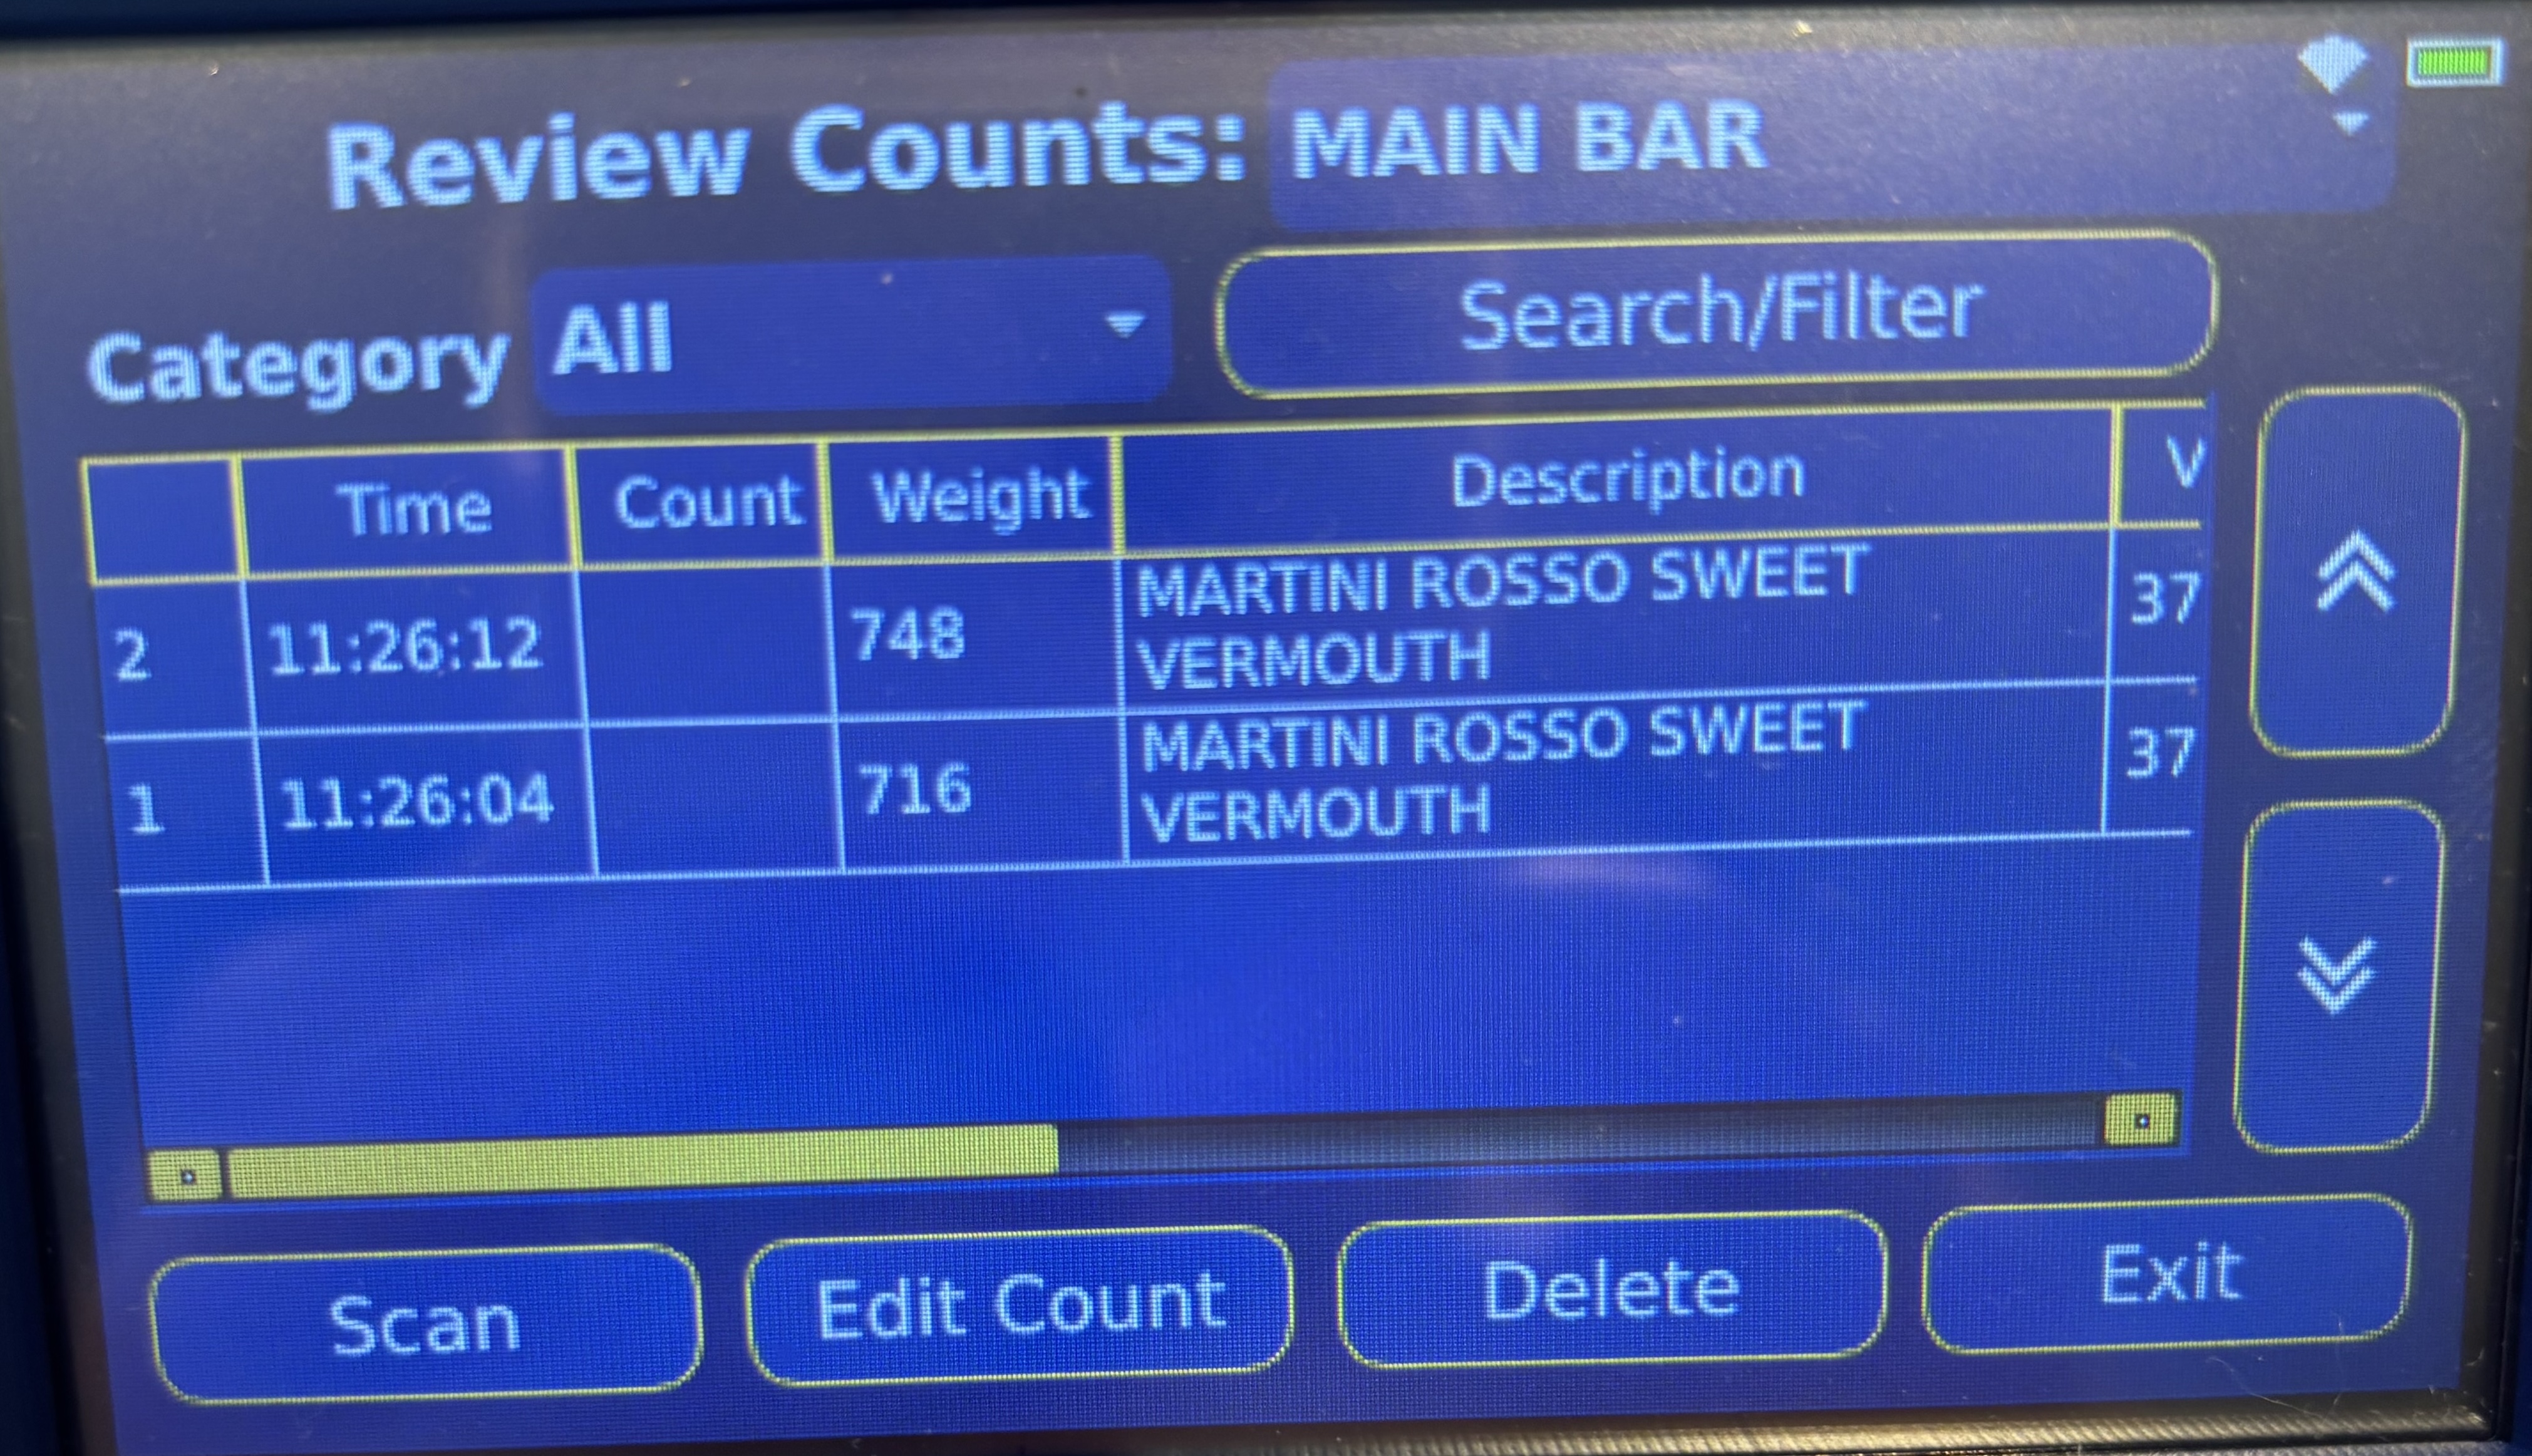 Review Counts: MAIN BAR
Category All Search/Filter
Time Count Weight Description V
2 11:26:12 748 MARTINI ROSSO SWEET VERMOUTH 37
1 11:26:04 716 MARTINI ROSSO SWEET VERMOUTH 37
Scan Edit Count Delete Exit